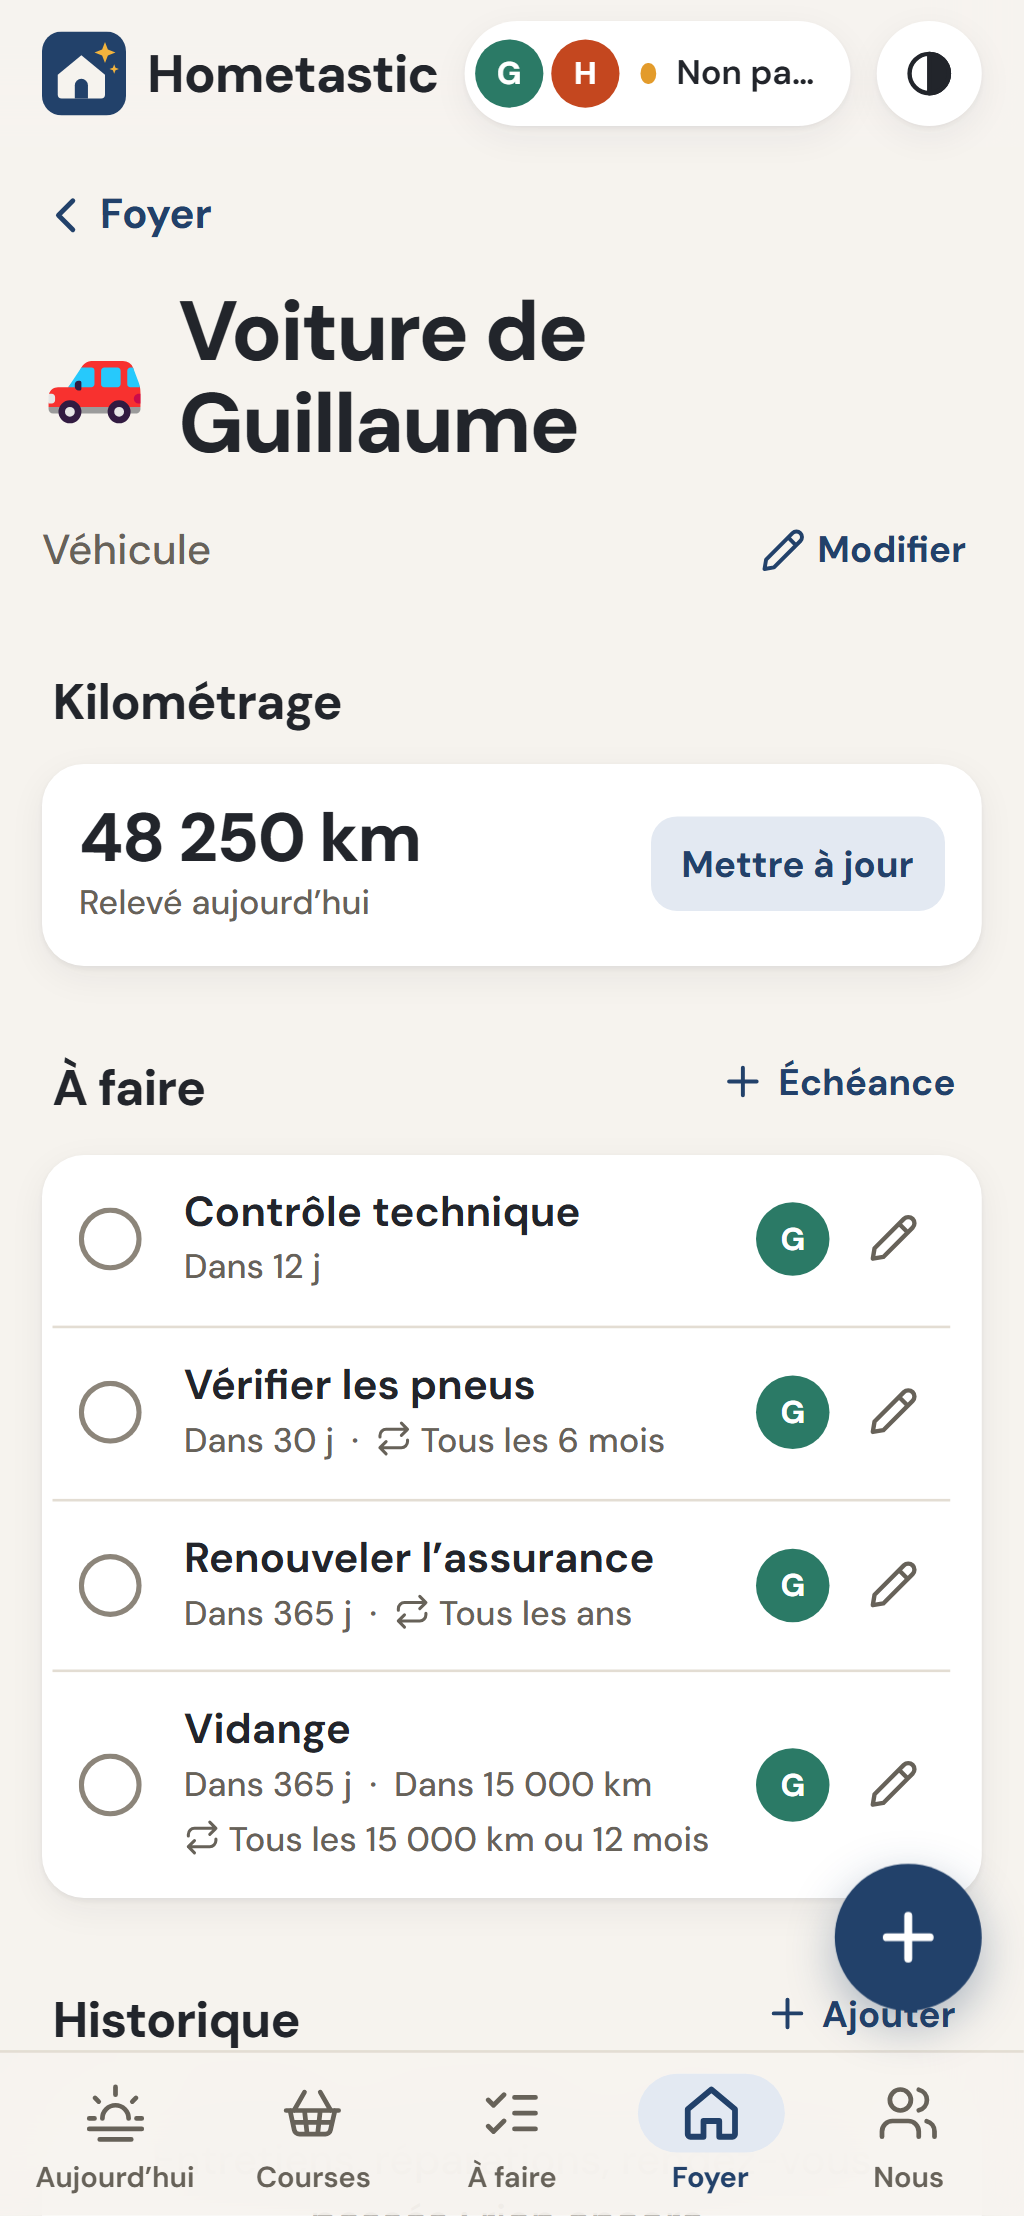 Hometastic
G H Non pa...
Foyer
Voiture de
Guillaume
Véhicule
Modifier
Kilométrage
48 250 km
Relevé aujourd’hui
Mettre à jour
À faire
+ Échéance
Contrôle technique
Dans 12 j
G
Vérifier les pneus
Dans 30 j · Tous les 6 mois
G
Renouveler l’assurance
Dans 365 j · Tous les ans
G
Vidange
Dans 365 j · Dans 15 000 km
Tous les 15 000 km ou 12 mois
G
Historique
+ Ajouter
Aujourd’hui
Courses
À faire
Foyer
Nous